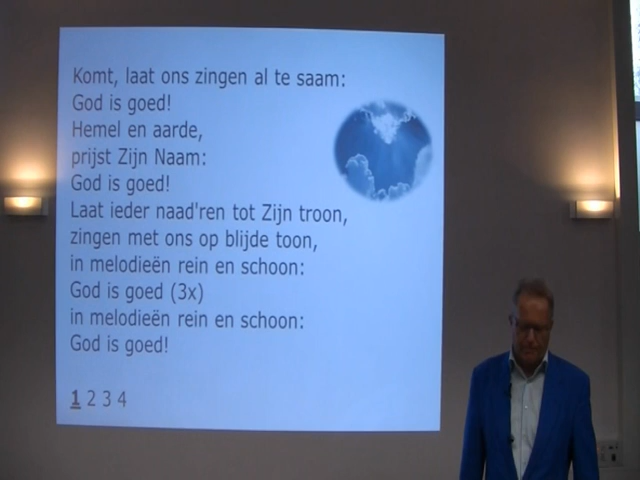 Komt, laat ons zingen al te saam:
God is goed!
Hemel en aarde,
prijst Zijn Naam:
God is goed!
Laat ieder naad'ren tot Zijn troon,
zingen met ons op blijde toon,
in melodieën rein en schoon:
God is goed (3x)
in melodieën rein en schoon:
God is goed!
1 2 3 4